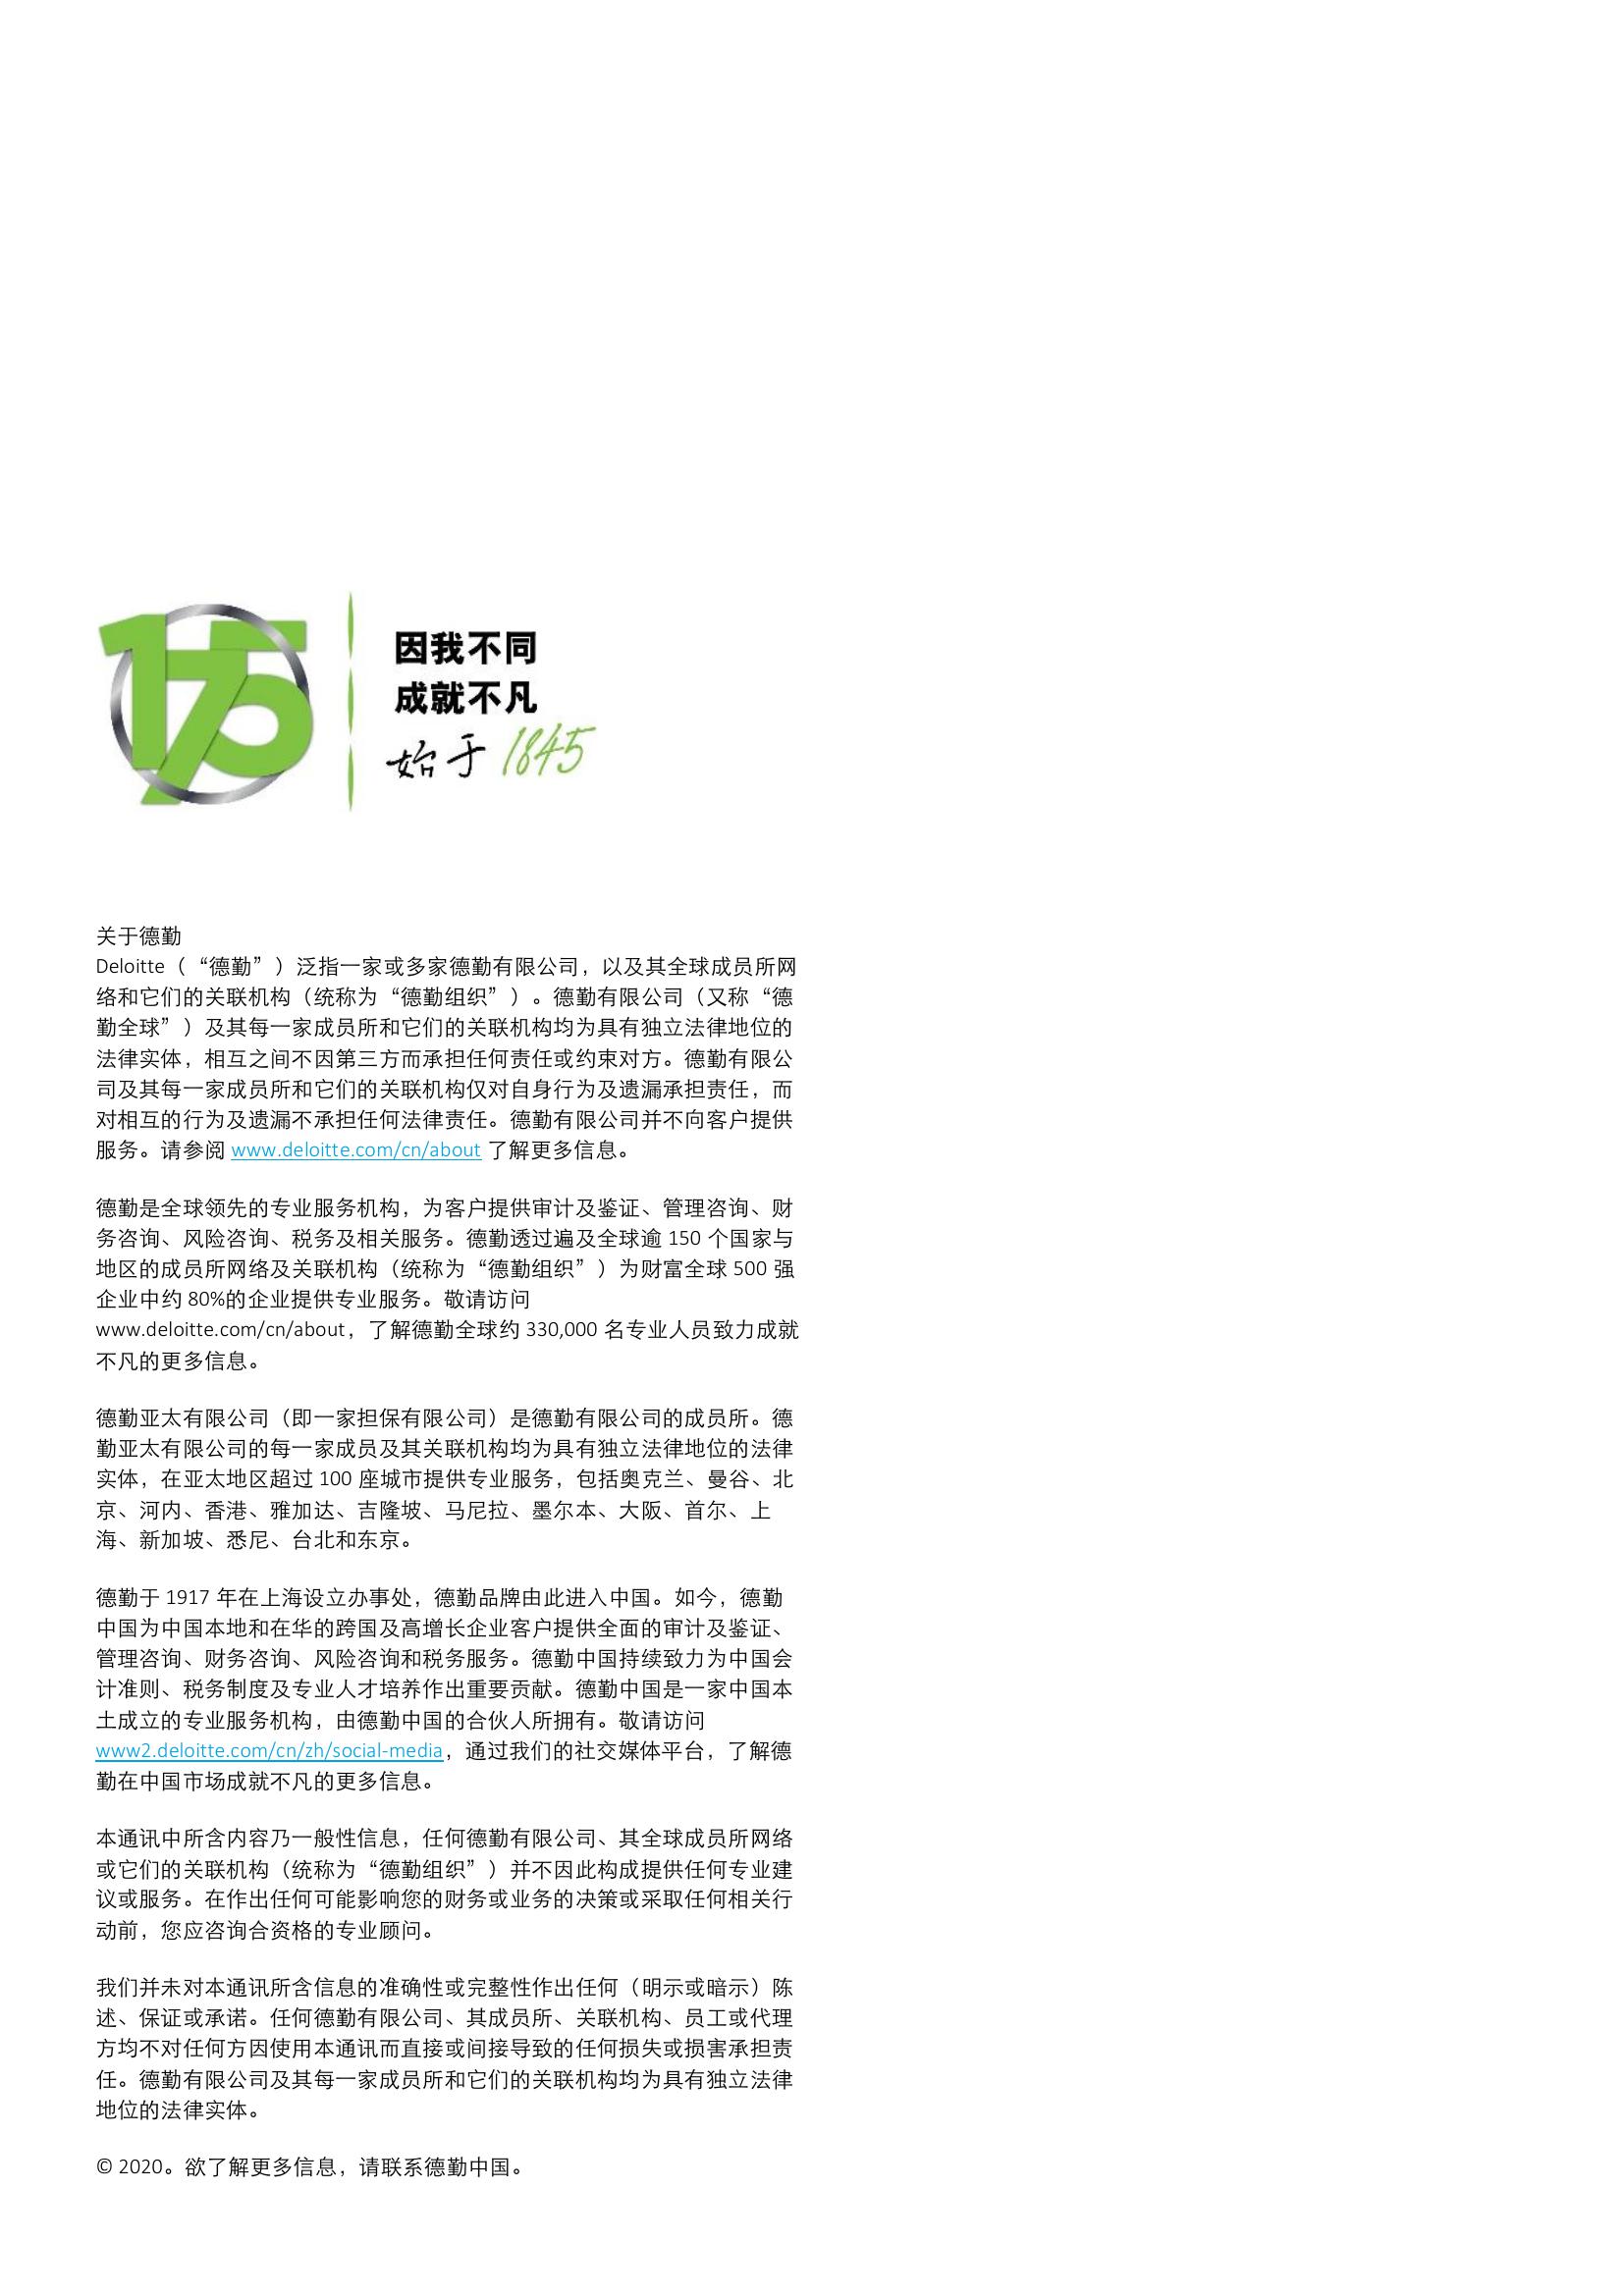 175
因我不同
成就不凡
始于 1845
关于德勤
Deloitte（“德勤”）泛指一家或多家德勤有限公司，以及其全球成员所网
络和它们的关联机构（统称为“德勤组织”）。德勤有限公司（又称“德
勤全球”）及其每一家成员所和它们的关联机构均为具有独立法律地位的
法律实体，相互之间不因第三方而承担任何责任或约束对方。德勤有限公
司及其每一家成员所和它们的关联机构仅对自身行为及遗漏承担责任，而
对相互的行为及遗漏不承担任何法律责任。德勤有限公司并不向客户提供
服务。请参阅 www.deloitte.com/cn/about 了解更多信息。
德勤是全球领先的专业服务机构，为客户提供审计及鉴证、管理咨询、财
务咨询、风险咨询、税务及相关服务。德勤透过遍及全球逾 150 个国家与
地区的成员所网络及关联机构（统称为“德勤组织”）为财富全球 500 强
企业中约 80%的企业提供专业服务。敬请访问
www.deloitte.com/cn/about，了解德勤全球约 330,000 名专业人员致力成就
不凡的更多信息。
德勤亚太有限公司（即一家担保有限公司）是德勤有限公司的成员所。德
勤亚太有限公司的每一家成员及其关联机构均为具有独立法律地位的法律
实体，在亚太地区超过 100 座城市提供专业服务，包括奥克兰、曼谷、北
京、河内、香港、雅加达、吉隆坡、马尼拉、墨尔本、大阪、首尔、上
海、新加坡、悉尼、台北和东京。
德勤于 1917 年在上海设立办事处，德勤品牌由此进入中国。如今，德勤
中国为中国本地和在华的跨国及高增长企业客户提供全面的审计及鉴证、
管理咨询、财务咨询、风险咨询和税务服务。德勤中国持续致力为中国会
计准则、税务制度及专业人才培养作出重要贡献。德勤中国是一家中国本
土成立的专业服务机构，由德勤中国的合伙人所拥有。敬请访问
www2.deloitte.com/cn/zh/social-media，通过我们的社交媒体平台，了解德
勤在中国市场成就不凡的更多信息。
本通讯中所含内容乃一般性信息，任何德勤有限公司、其全球成员所网络
或它们的关联机构（统称为“德勤组织”）并不因此构成提供任何专业建
议或服务。在作出任何可能影响您的财务或业务的决策或采取任何相关行
动前，您应咨询合资格的专业顾问。
我们并未对本通讯所含信息的准确性或完整性作出任何（明示或暗示）陈
述、保证或承诺。任何德勤有限公司、其成员所、关联机构、员工或代理
方均不对任何方因使用本通讯而直接或间接导致的任何损失或损害承担责
任。德勤有限公司及其每一家成员所和它们的关联机构均为具有独立法律
地位的法律实体。
© 2020。欲了解更多信息，请联系德勤中国。